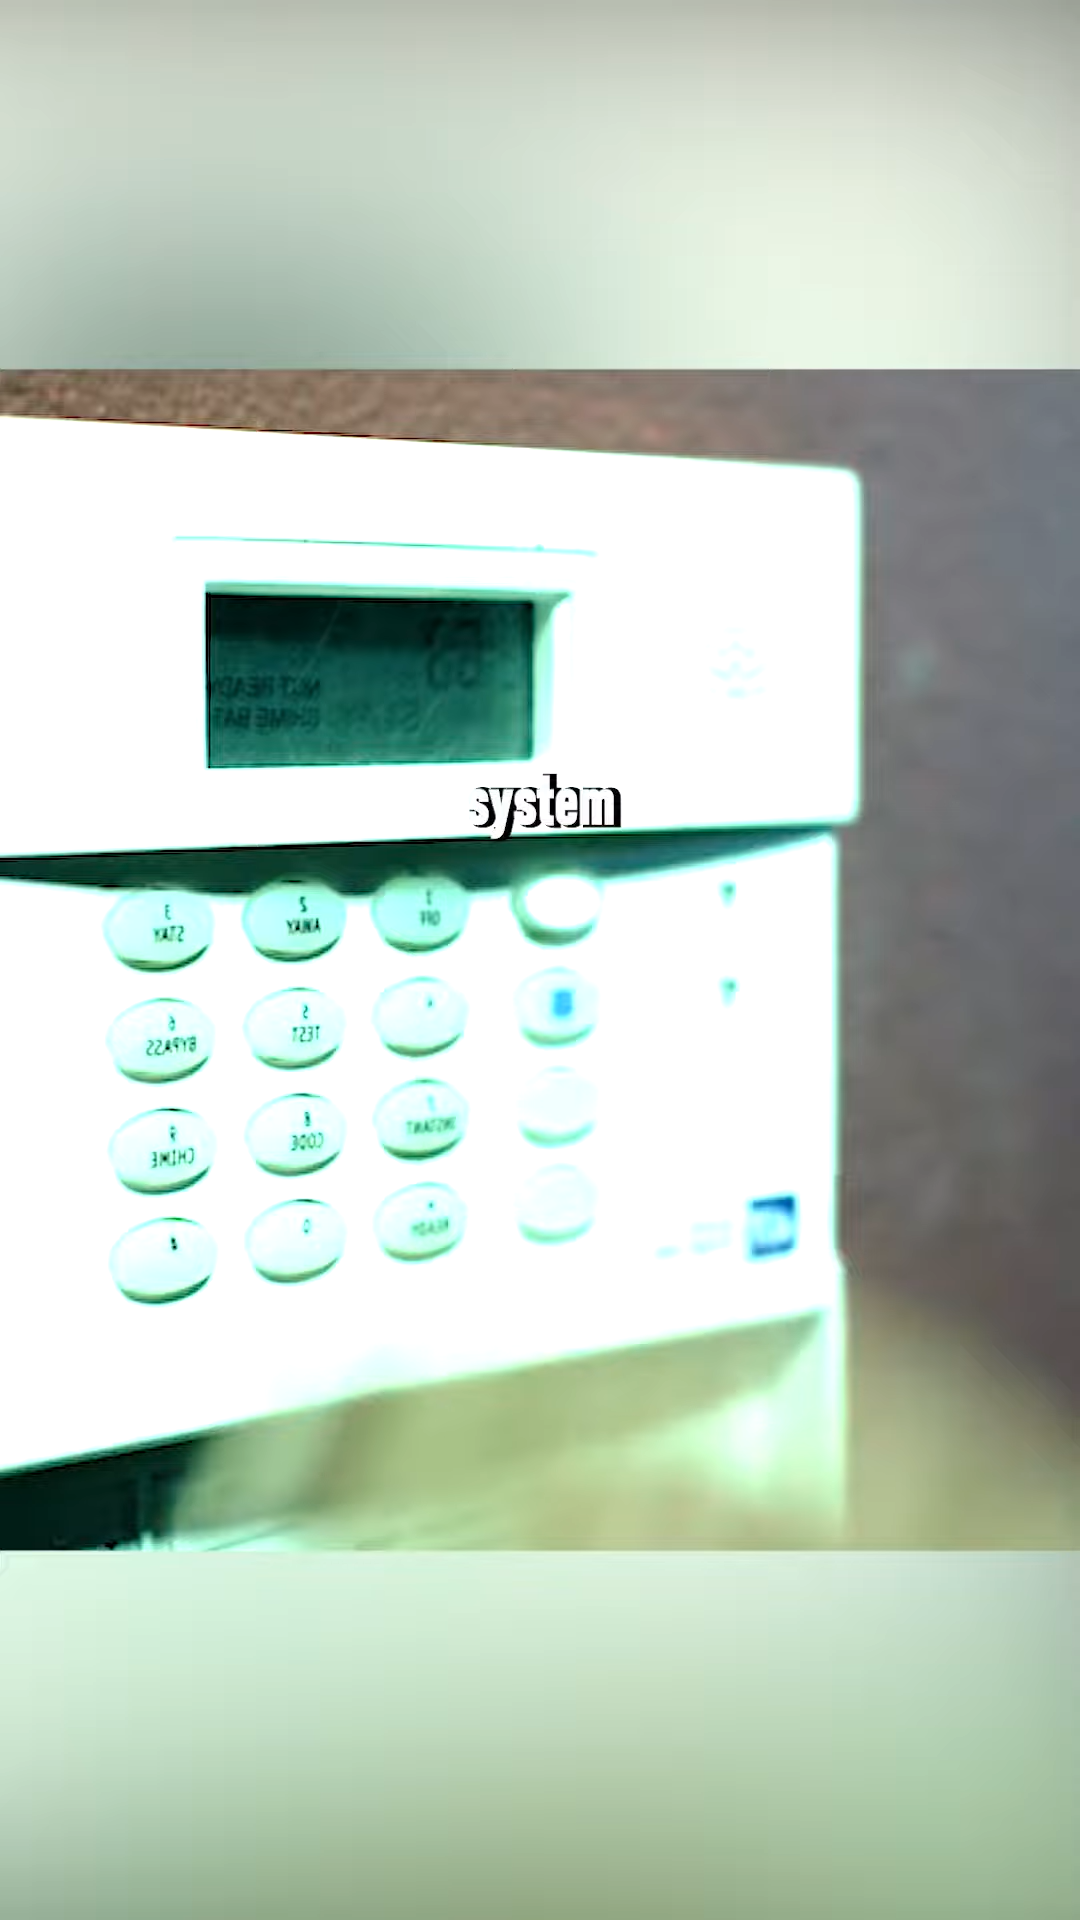 NOT READY
CHIME BAT
system
3 2 1
STAY AWAY OFF
6 5 4
BYPASS TEST
9 8 7
CHIME CODE INSTANT
# 0 *
READY